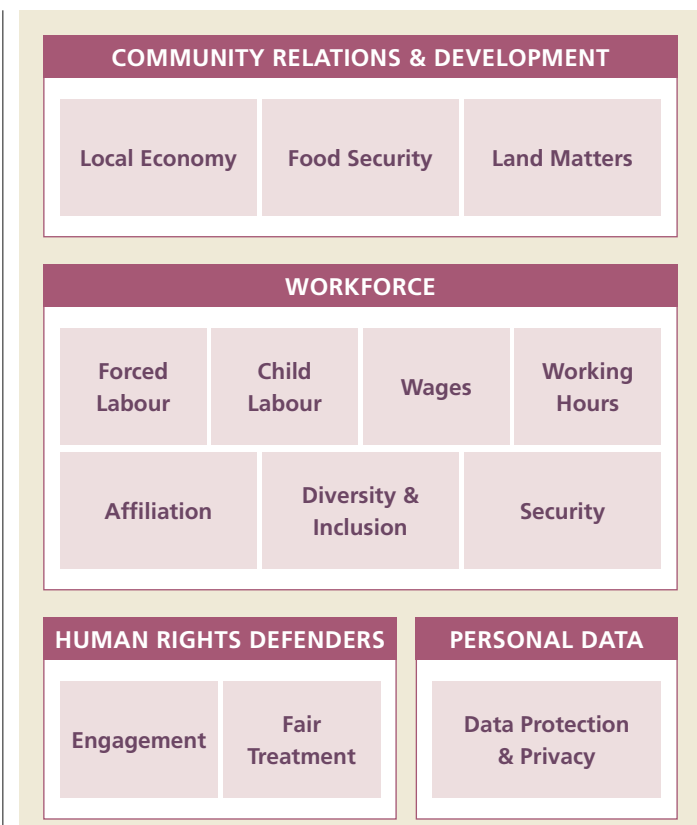 COMMUNITY RELATIONS & DEVELOPMENT
Local Economy
Food Security
Land Matters
WORKFORCE
Forced
Labour
Child
Labour
Wages
Working
Hours
Affiliation
Diversity &
Inclusion
Security
HUMAN RIGHTS DEFENDERS
Engagement
Fair
Treatment
PERSONAL DATA
Data Protection
& Privacy